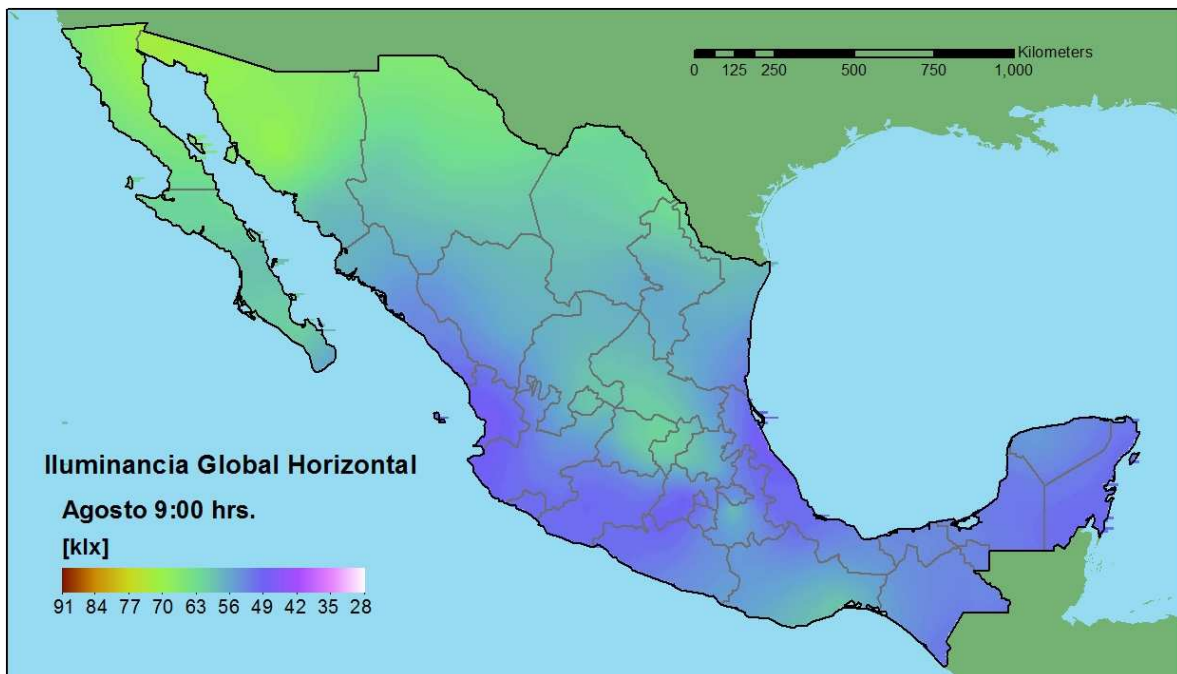 Kilometers
0 125 250 500 750 1,000
Iluminancia Global Horizontal
Agosto 9:00 hrs.
[klx]
91 84 77 70 63 56 49 42 35 28